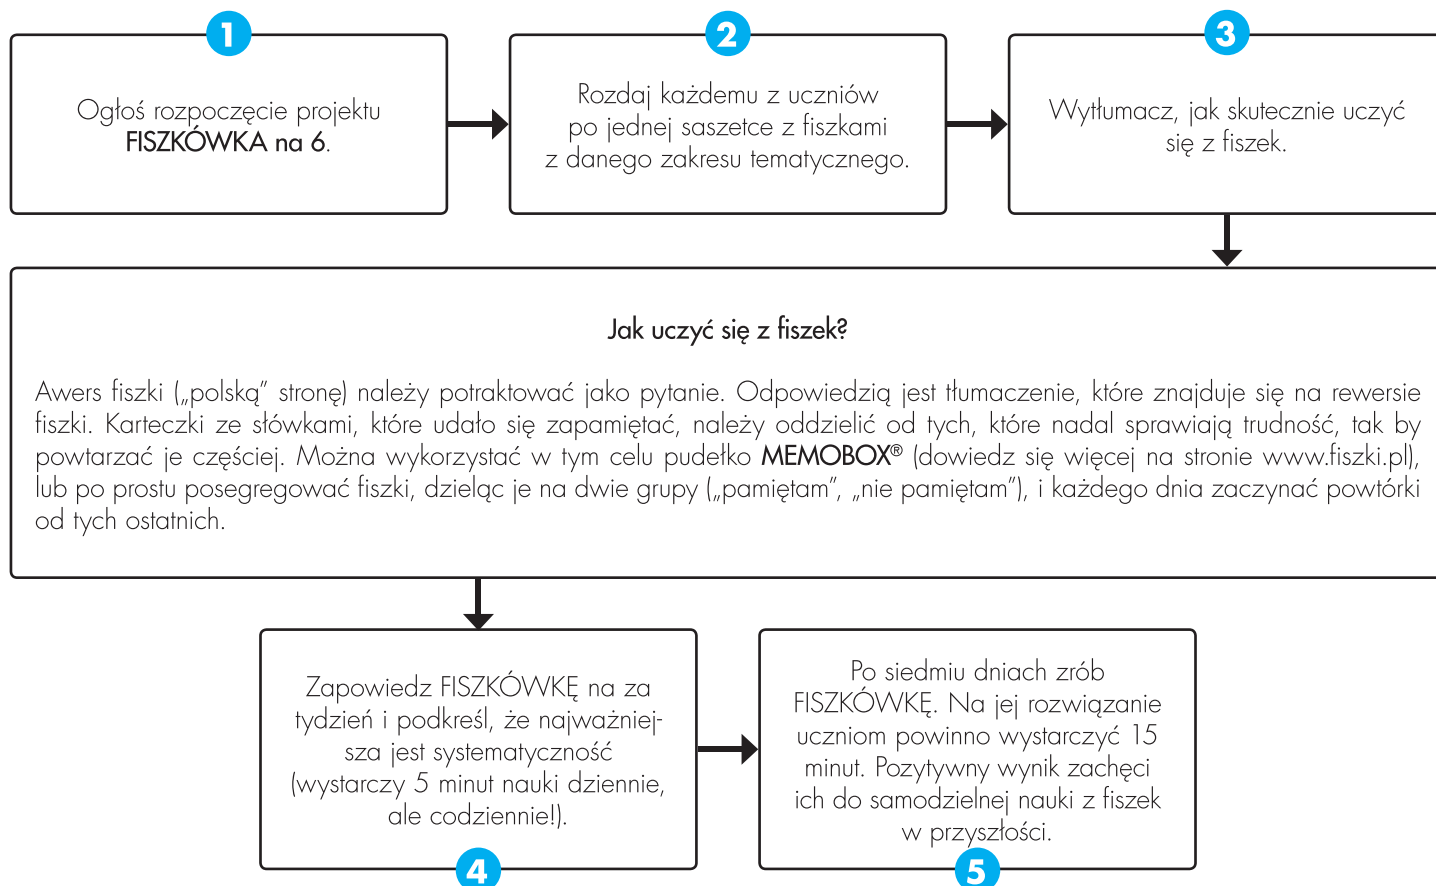 1
Ogłoś rozpoczęcie projektu
FISZKÓWKA na 6.
2
Rozdaj każdemu z uczniów
po jednej saszetce z fiszkami
z danego zakresu tematycznego.
3
Wytłumacz, jak skutecznie uczyć
się z fiszek.
Jak uczyć się z fiszek?
Awers fiszki („polską” stronę) należy potraktować jako pytanie. Odpowiedzią jest tłumaczenie, które znajduje się na rewersie
fiszki. Karteczki ze słówkami, które udało się zapamiętać, należy oddzielić od tych, które nadal sprawiają trudność, tak by
powtarzać je częściej. Można wykorzystać w tym celu pudełko MEMOBOX® (dowiedz się więcej na stronie www.fiszki.pl),
lub po prostu posegregować fiszki, dzieląc je na dwie grupy („pamiętam”, „nie pamiętam”), i każdego dnia zaczynać powtórki
od tych ostatnich.
Zapowiedz FISZKÓWKĘ na za
tydzień i podkreśl, że najważniej-
sza jest systematyczność
(wystarczy 5 minut nauki dziennie,
ale codziennie!).
4
Po siedmiu dniach zrób
FISZKÓWKĘ. Na jej rozwiązanie
uczniom powinno wystarczyć 15
minut. Pozytywny wynik zachęci
ich do samodzielnej nauki z fiszek
w przyszłości.
5